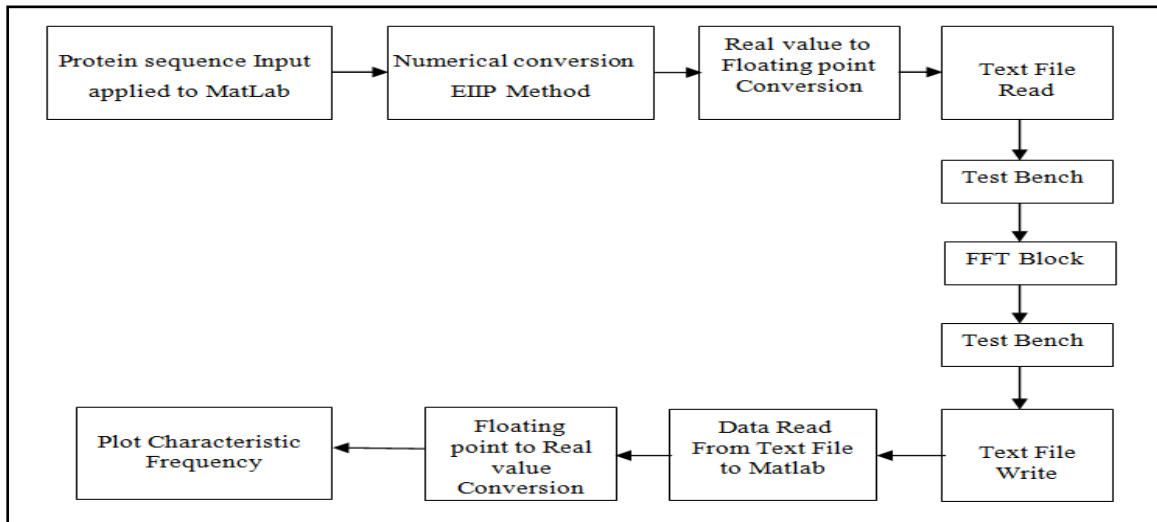 Protein sequence Input
applied to MatLab
Numerical conversion
EIIP Method
Real value to
Floating point
Conversion
Text File
Read
Test Bench
FFT Block
Test Bench
Text File
Write
Data Read
From Text File
to Matlab
Floating
point to Real
value
Conversion
Plot Characteristic
Frequency